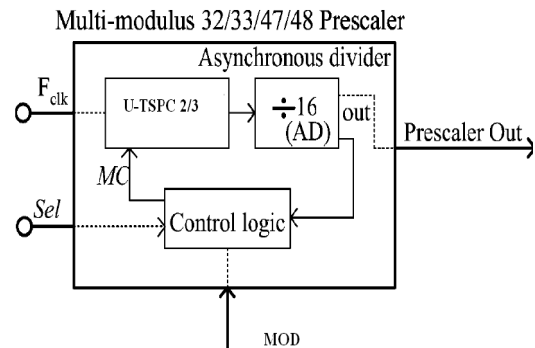 Multi-modulus 32/33/47/48 Prescaler
Asynchronous divider
F_clk
U-TSPC 2/3
÷16
(AD)
out
Prescaler Out
MC
Sel
Control logic
MOD